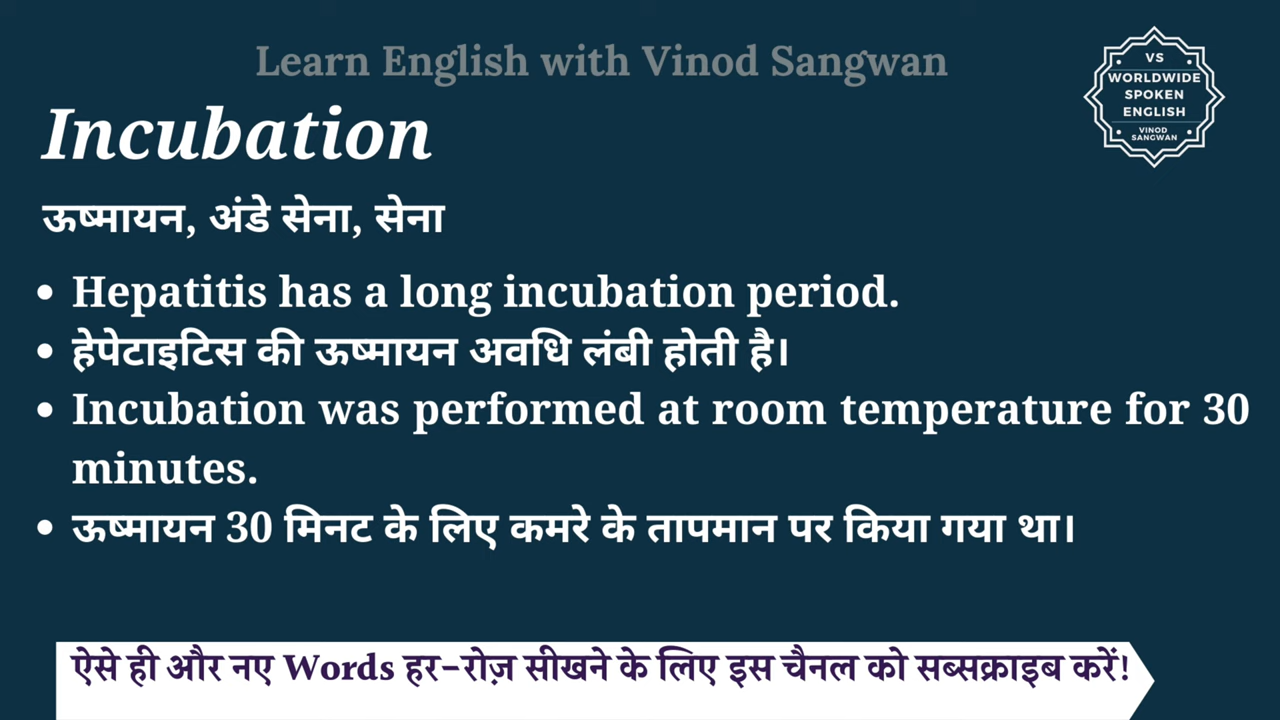 Learn English with Vinod Sangwan
VS
WORLDWIDE
SPOKEN
ENGLISH
VINOD
SANGWAN
Incubation
ऊष्मायन, अंडे सेना, सेना
• Hepatitis has a long incubation period.
• हेपेटाइटिस की ऊष्मायन अवधि लंबी होती है।
• Incubation was performed at room temperature for 30
minutes.
• ऊष्मायन 30 मिनट के लिए कमरे के तापमान पर किया गया था।
ऐसे ही और नए Words हर-रोज़ सीखने के लिए इस चैनल को सब्सक्राइब करें!